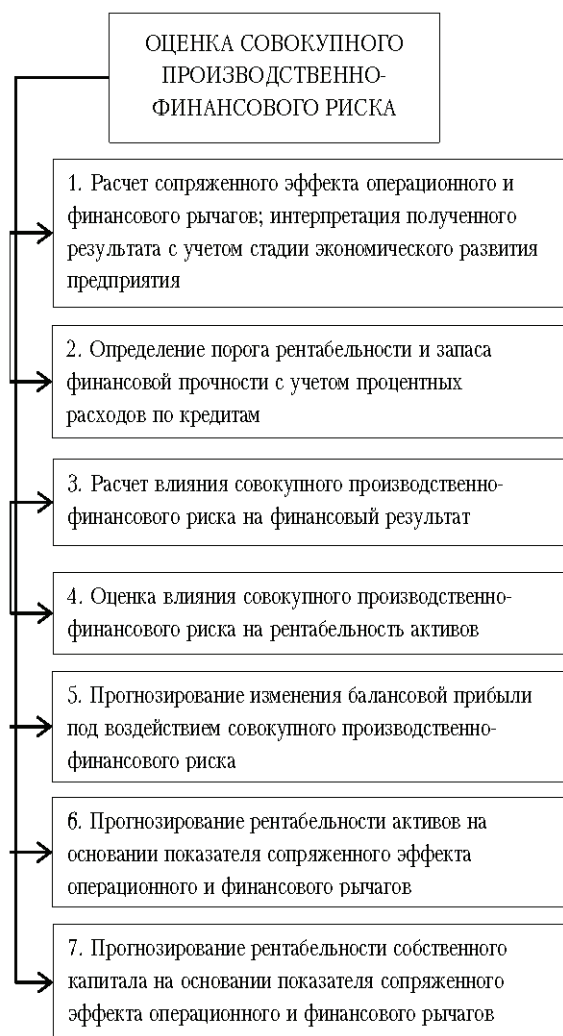 ОЦЕНКА СОВОКУПНОГО
ПРОИЗВОДСТВЕННО-
ФИНАНСОВОГО РИСКА
1. Расчет сопряженного эффекта операционного и
финансового рычагов; интерпретация полученного
результата с учетом стадии экономического развития
предприятия
2. Определение порога рентабельности и запаса
финансовой прочности с учетом процентных
расходов по кредитам
3. Расчет влияния совокупного производственно-
финансового риска на финансовый результат
4. Оценка влияния совокупного производственно-
финансового риска на рентабельность активов
5. Прогнозирование изменения балансовой прибыли
под воздействием совокупного производственно-
финансового риска
6. Прогнозирование рентабельности активов на
основании показателя сопряженного эффекта
операционного и финансового рычагов
7. Прогнозирование рентабельности собственного
капитала на основании показателя сопряженного
эффекта операционного и финансового рычагов